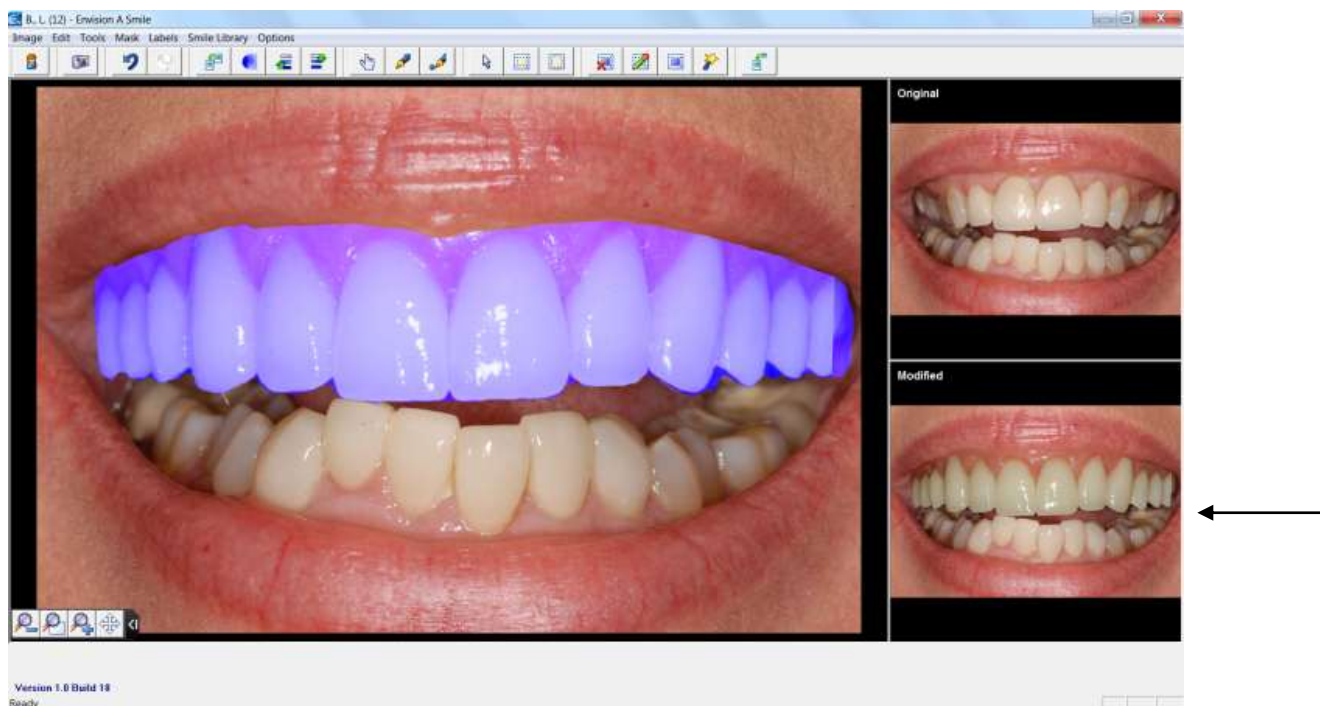 B., L. (12) - Envision A Smile
Image Edit Tools Mask Labels Smile Library Options
Original
Modified
Version 1.0 Build 18
Ready